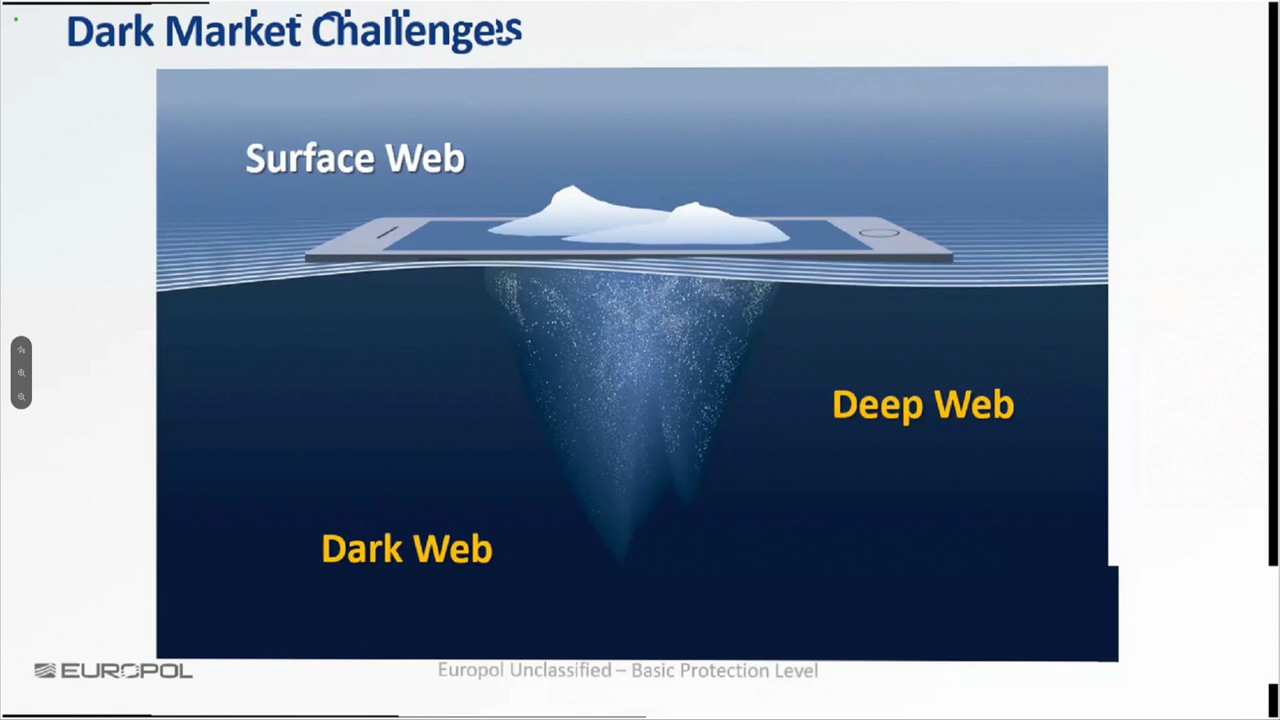 Dark Market Challenges
Surface Web
Deep Web
Dark Web
EUROPOL
Europol Unclassified – Basic Protection Level